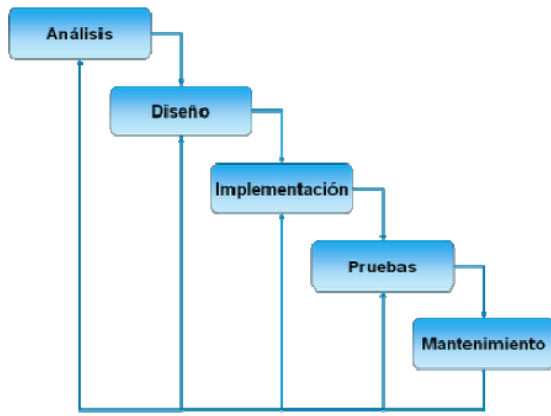 Análisis
Diseño
Implementación
Pruebas
Mantenimiento